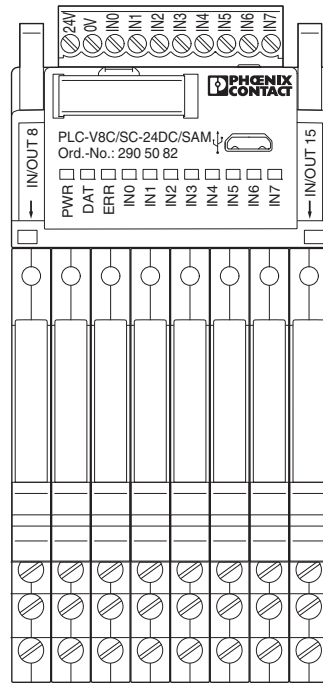 24V 0V IN0 IN1 IN2 IN3 IN4 IN5 IN6 IN7
PHŒNIX
CONTACT
IN/OUT 8
PLC-V8C/SC-24DC/SAM
Ord.-No.: 290 50 82
IN/OUT 15
PWR DAT ERR IN0 IN1 IN2 IN3 IN4 IN5 IN6 IN7